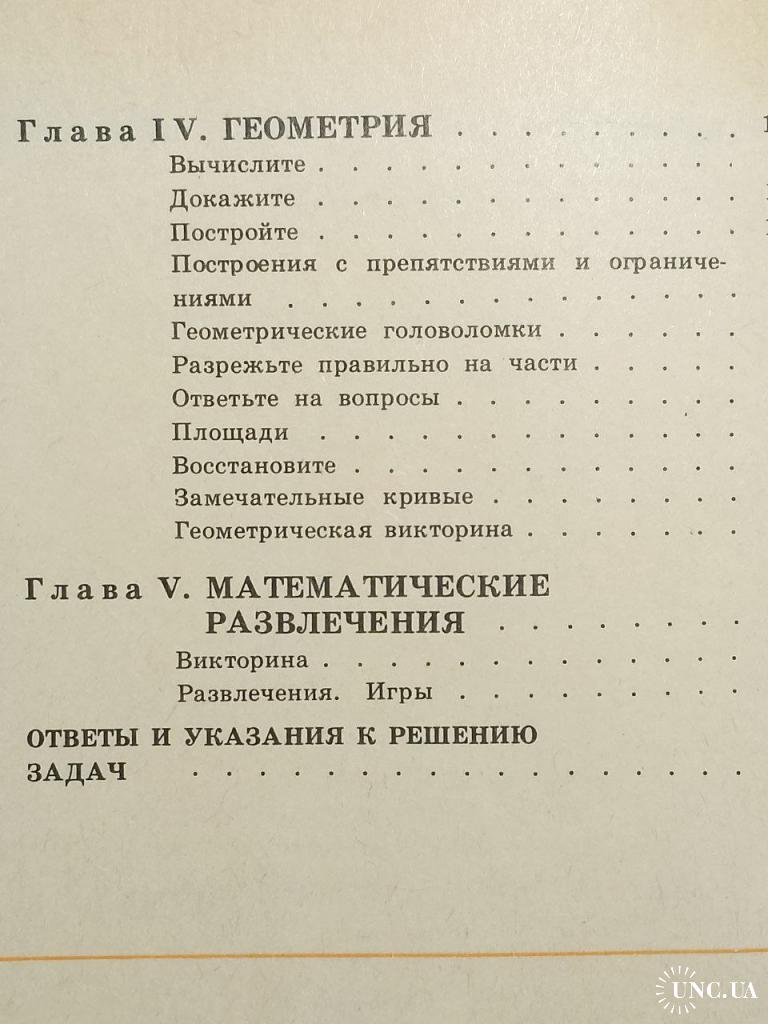 Глава IV. ГЕОМЕТРИЯ . . . . . . . . . 1
Вычислите . . . . . . . . . . . . .
Докажите . . . . . . . . . . . . .
Постройте . . . . . . . . . . . . .
Построения с препятствиями и ограниче-
ниями . . . . . . . . . . . . . .
Геометрические головоломки . . . . . .
Разрежьте правильно на части . . . . .
Ответьте на вопросы . . . . . . . . .
Площади . . . . . . . . . . . . .
Восстановите . . . . . . . . . . . .
Замечательные кривые . . . . . . . .
Геометрическая викторина . . . . . . .
Глава V. МАТЕМАТИЧЕСКИЕ
РАЗВЛЕЧЕНИЯ . . . . . . . .
Викторина . . . . . . . . . . . . .
Развлечения. Игры . . . . . . . . .
ОТВЕТЫ И УКАЗАНИЯ К РЕШЕНИЮ
ЗАДАЧ . . . . . . . . . . . . . . . . .
UNC.UA